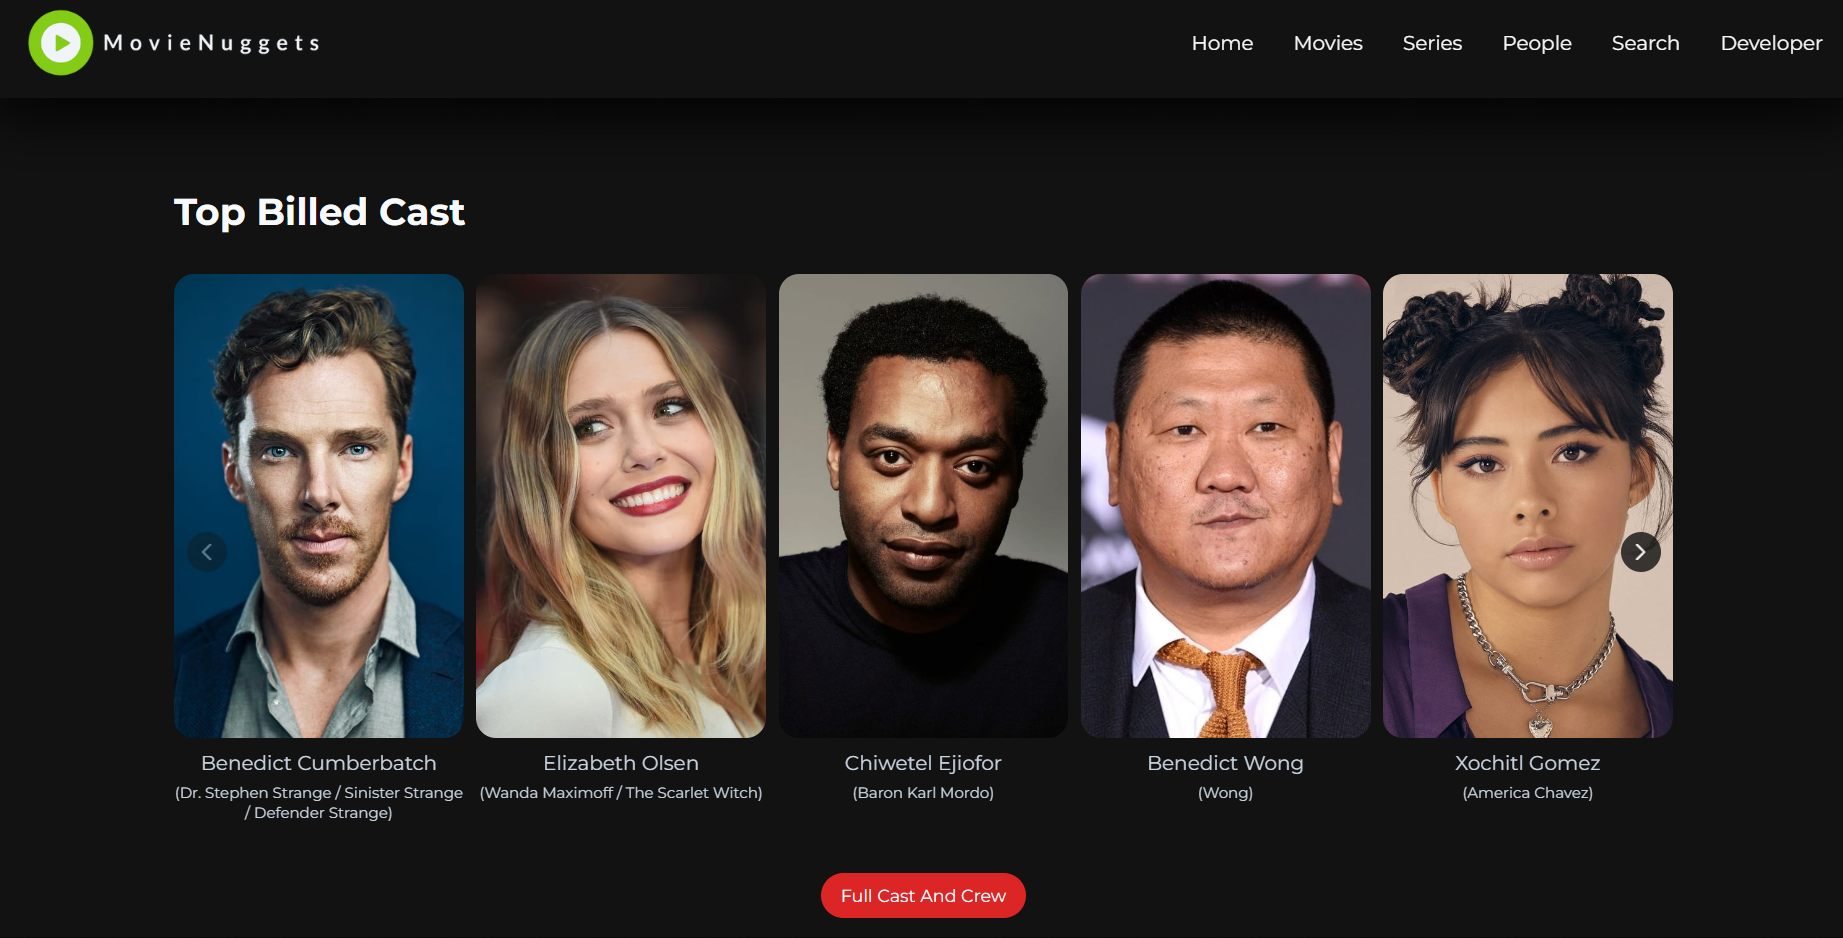 MovieNuggets
Home Movies Series People Search Developer
Top Billed Cast
Benedict Cumberbatch
(Dr. Stephen Strange / Sinister Strange
/ Defender Strange)
Elizabeth Olsen
(Wanda Maximoff / The Scarlet Witch)
Chiwetel Ejiofor
(Baron Karl Mordo)
Benedict Wong
(Wong)
Xochitl Gomez
(America Chavez)
Full Cast And Crew